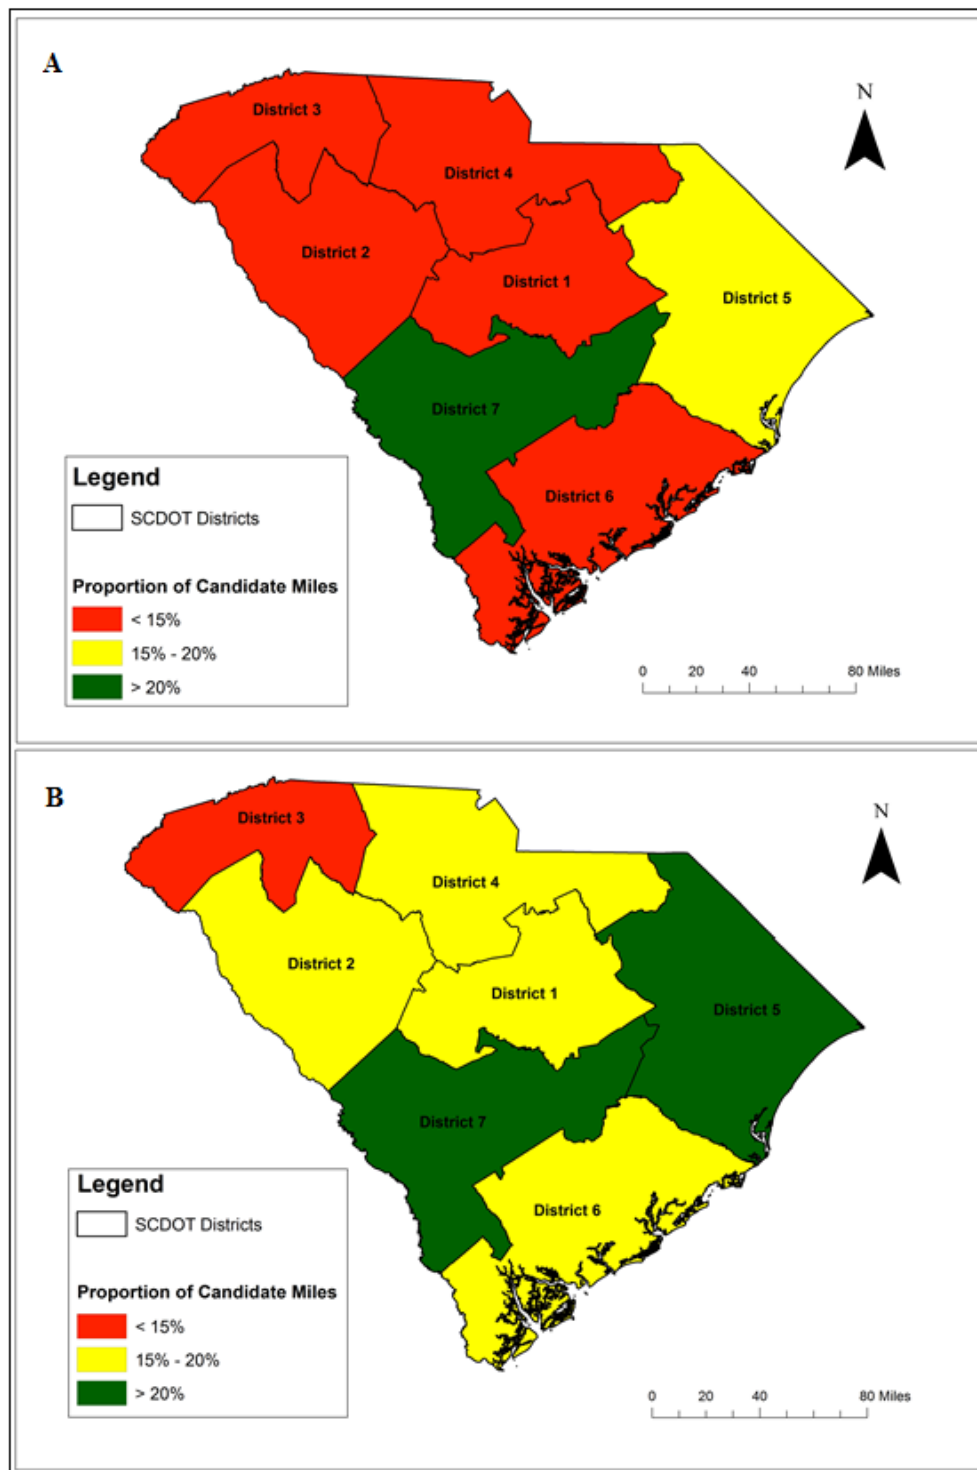 A
N
District 3
District 4
District 2
District 1
District 5
District 7
District 6
Legend
SCDOT Districts
Proportion of Candidate Miles
< 15%
15% - 20%
> 20%
0 20 40 80 Miles
B
N
District 3
District 4
District 2
District 1
District 5
District 7
District 6
Legend
SCDOT Districts
Proportion of Candidate Miles
< 15%
15% - 20%
> 20%
0 20 40 80 Miles